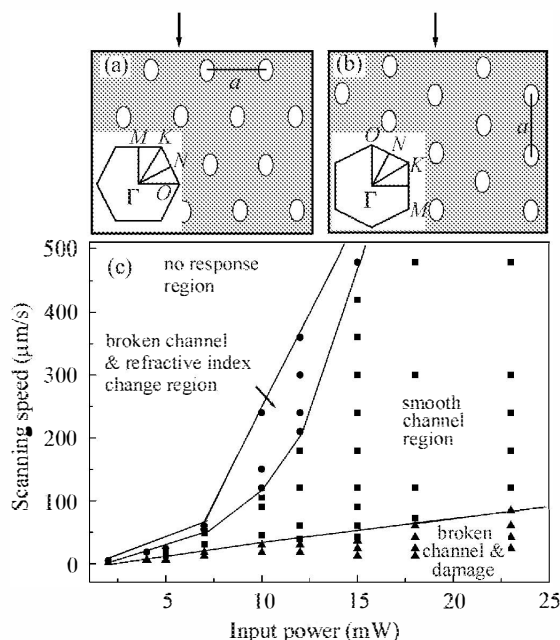 (a)
a
M K
N
Γ
O
(b)
a
O
N
K
Γ
M
(c)
500
400
300
200
100
0
Scanning speed (μm/s)
no response
region
broken channel
& refractive index
change region
smooth
channel
region
broken
channel &
damage
5 10 15 20 25
Input power (mW)